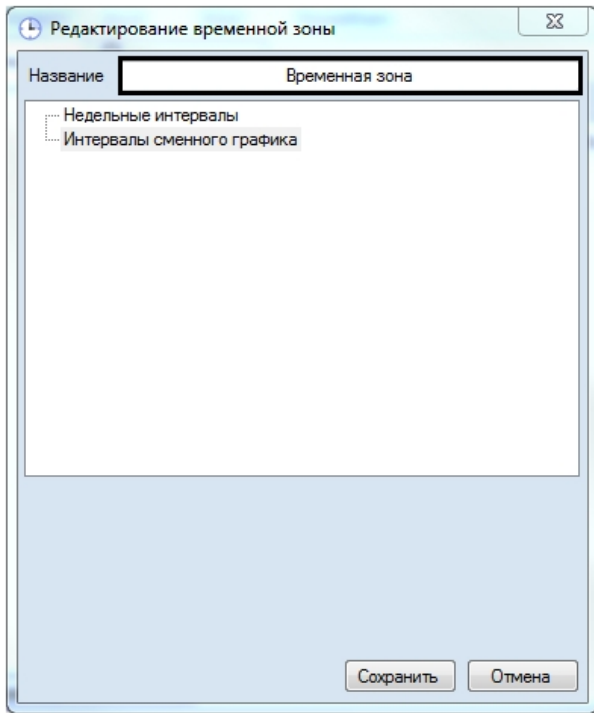 Редактирование временной зоны
Название Временная зона
Недельные интервалы
Интервалы сменного графика
Сохранить Отмена